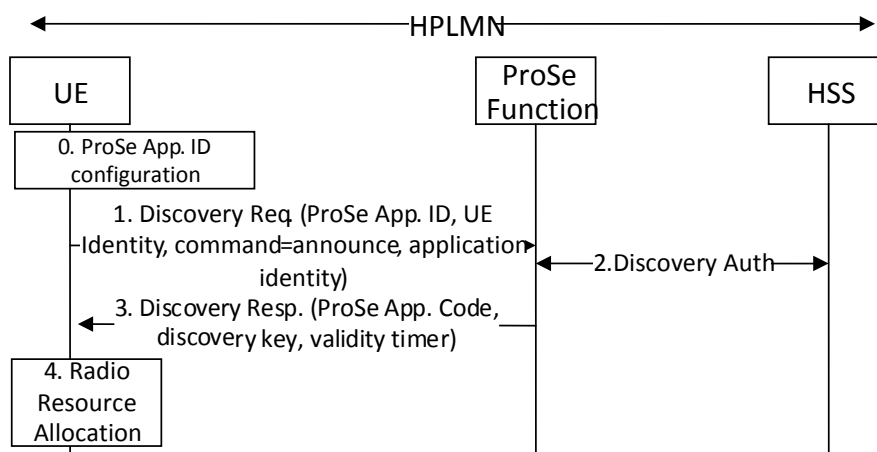 HPLMN
UE
ProSe
Function
HSS
0. ProSe App. ID
configuration
1. Discovery Req. (ProSe App. ID, UE
Identity, command=announce, application
identity)
2.Discovery Auth
3. Discovery Resp. (ProSe App. Code,
discovery key, validity timer)
4. Radio
Resource
Allocation